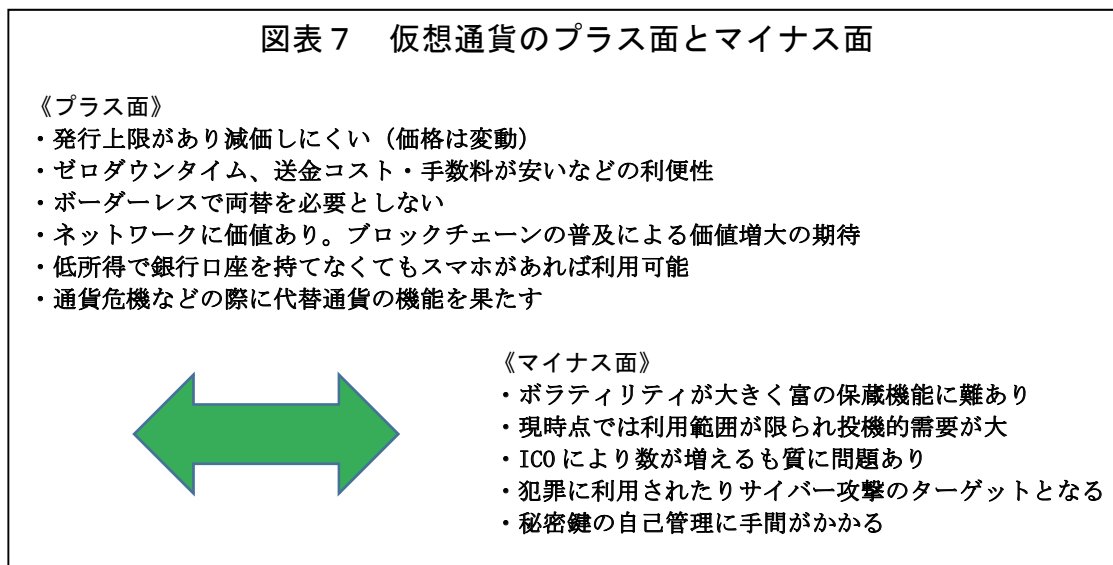 図表７　仮想通貨のプラス面とマイナス面
《プラス面》
・発行上限があり減価しにくい（価格は変動）
・ゼロダウンタイム、送金コスト・手数料が安いなどの利便性
・ボーダーレスで両替を必要としない
・ネットワークに価値あり。ブロックチェーンの普及による価値増大の期待
・低所得で銀行口座を持てなくてもスマホがあれば利用可能
・通貨危機などの際に代替通貨の機能を果たす
《マイナス面》
・ボラティリティが大きく富の保蔵機能に難あり
・現時点では利用範囲が限られ投機的需要が大
・ICO により数が増えるも質に問題あり
・犯罪に利用されたりサイバー攻撃のターゲットとなる
・秘密鍵の自己管理に手間がかかる